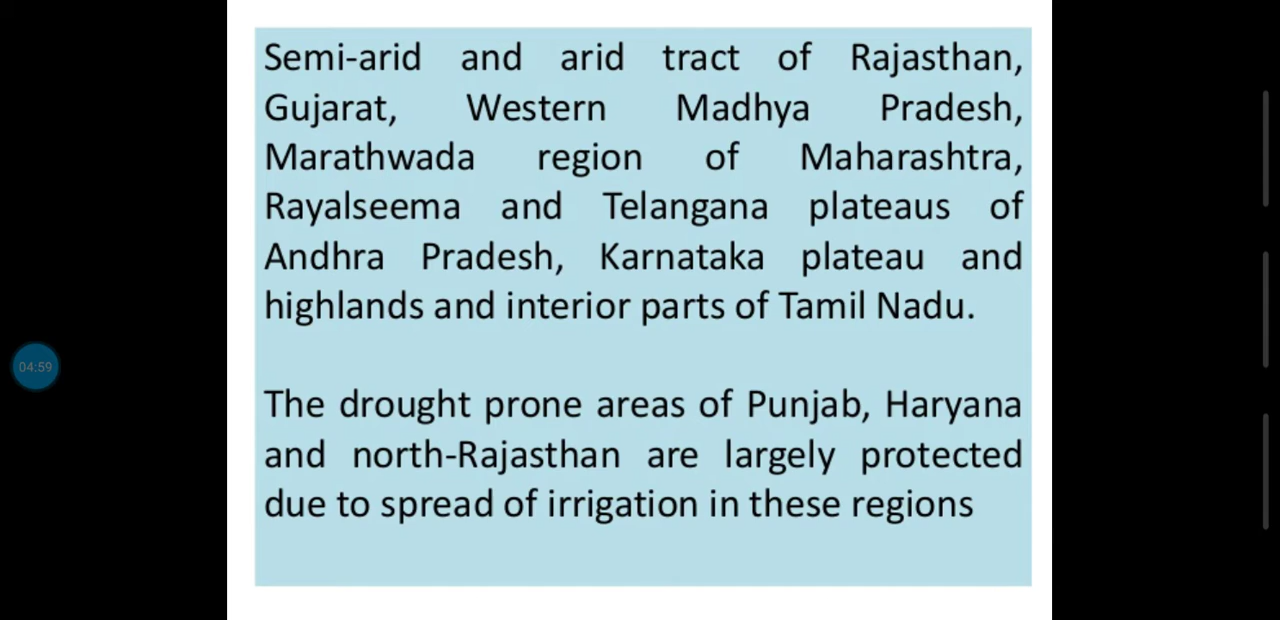 Semi-arid and arid tract of Rajasthan,
Gujarat, Western Madhya Pradesh,
Marathwada region of Maharashtra,
Rayalseema and Telangana plateaus of
Andhra Pradesh, Karnataka plateau and
highlands and interior parts of Tamil Nadu.
04:59
The drought prone areas of Punjab, Haryana
and north-Rajasthan are largely protected
due to spread of irrigation in these regions